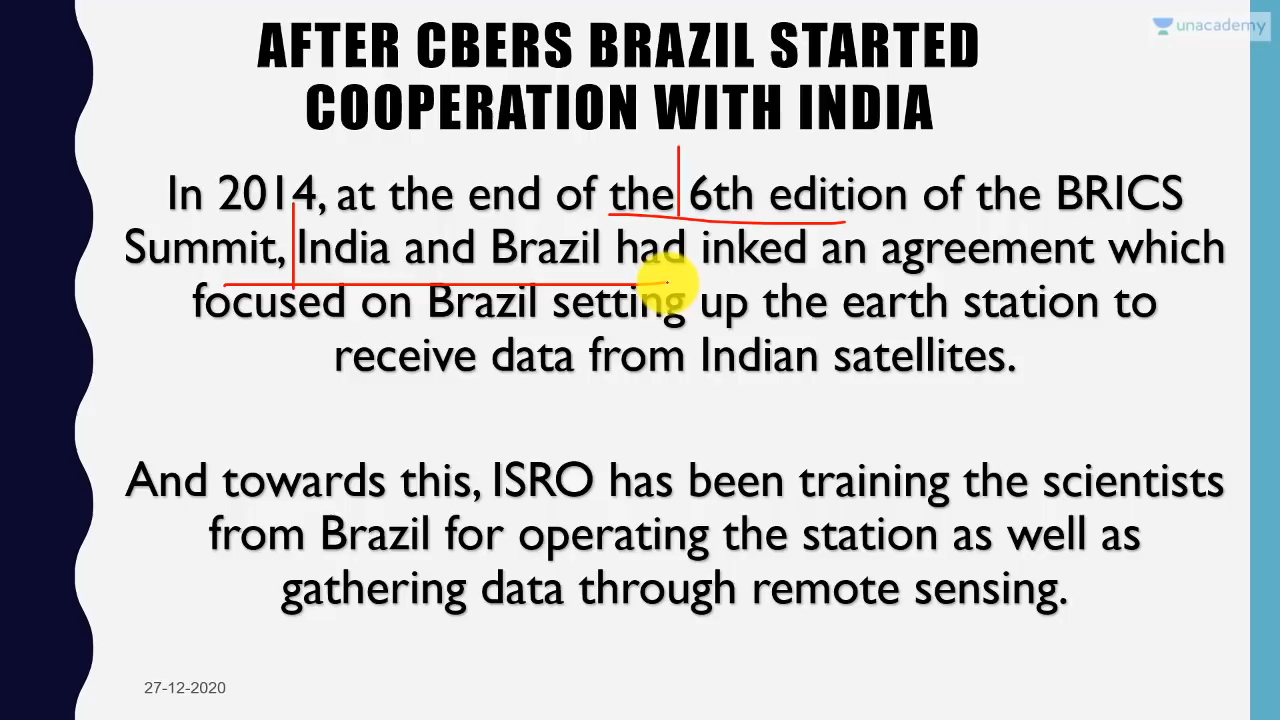 unacademy
AFTER CBERS BRAZIL STARTED
COOPERATION WITH INDIA
In 2014, at the end of the 6th edition of the BRICS
Summit, India and Brazil had inked an agreement which
focused on Brazil setting up the earth station to
receive data from Indian satellites.
And towards this, ISRO has been training the scientists
from Brazil for operating the station as well as
gathering data through remote sensing.
27-12-2020